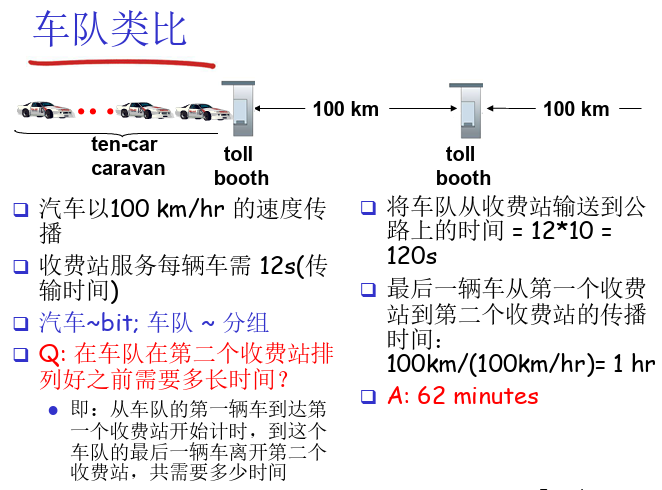 车队类比
100 km
100 km
ten-car
caravan
toll
booth
toll
booth
汽车以100 km/hr 的速度传
播
收费站服务每辆车需 12s(传
输时间)
汽车~bit; 车队 ~ 分组
Q: 在车队在第二个收费站排
列好之前需要多长时间?
即：从车队的第一辆车到达第
一个收费站开始计时，到这个
车队的最后一辆车离开第二个
收费站，共需要多少时间
将车队从收费站输送到公
路上的时间 = 12*10 =
120s
最后一辆车从第一个收费
站到第二个收费站的传播
时间：
100km/(100km/hr)= 1 hr
A: 62 minutes